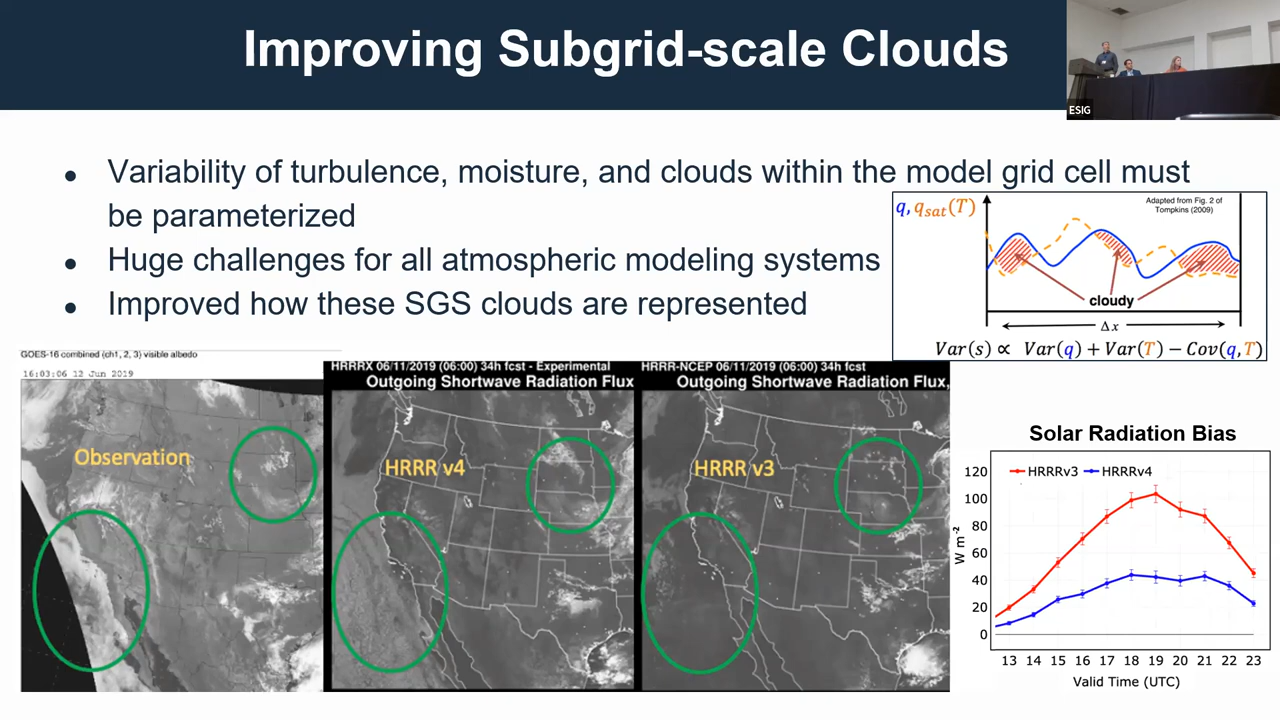 Improving Subgrid-scale Clouds
ESIG
• Variability of turbulence, moisture, and clouds within the model grid cell must
be parameterized
• Huge challenges for all atmospheric modeling systems
• Improved how these SGS clouds are represented
q, qsat(T)
Adapted from Fig. 2 of
Tompkins (2009)
cloudy
Δx
Var(s) ∝ Var(q) + Var(T) − Cov(q, T)
GOES-16 combined (ch1, 2, 3) visible albedo
16:03:06 12 Jun 2019
Observation
HRRRX 06/11/2019 (06:00) 34h fcst - Experimental
Outgoing Shortwave Radiation Flux
HRRR v4
HRRR-NCEP 06/11/2019 (06:00) 34h fcst
Outgoing Shortwave Radiation Flux,
HRRR v3
Solar Radiation Bias
HRRRv3 HRRRv4
W m-2
120
100
80
60
40
20
0
13 14 15 16 17 18 19 20 21 22 23
Valid Time (UTC)